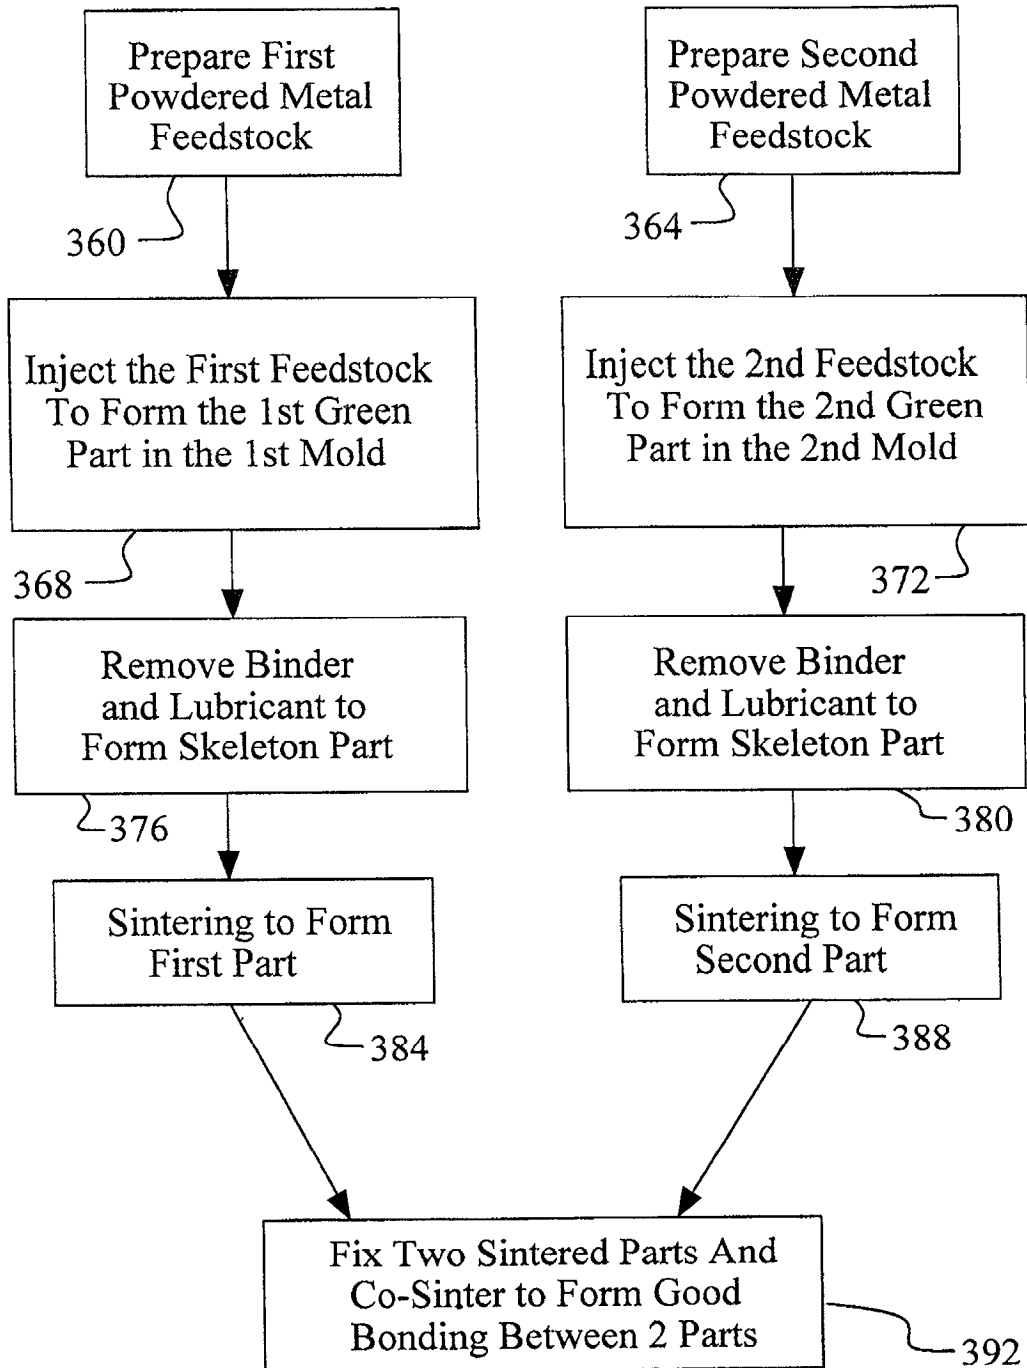 Prepare First
Powdered Metal
Feedstock
360
Prepare Second
Powdered Metal
Feedstock
364
Inject the First Feedstock
To Form the 1st Green
Part in the 1st Mold
368
Inject the 2nd Feedstock
To Form the 2nd Green
Part in the 2nd Mold
372
Remove Binder
and Lubricant to
Form Skeleton Part
376
Remove Binder
and Lubricant to
Form Skeleton Part
380
Sintering to Form
First Part
384
Sintering to Form
Second Part
388
Fix Two Sintered Parts And
Co-Sinter to Form Good
Bonding Between 2 Parts
392